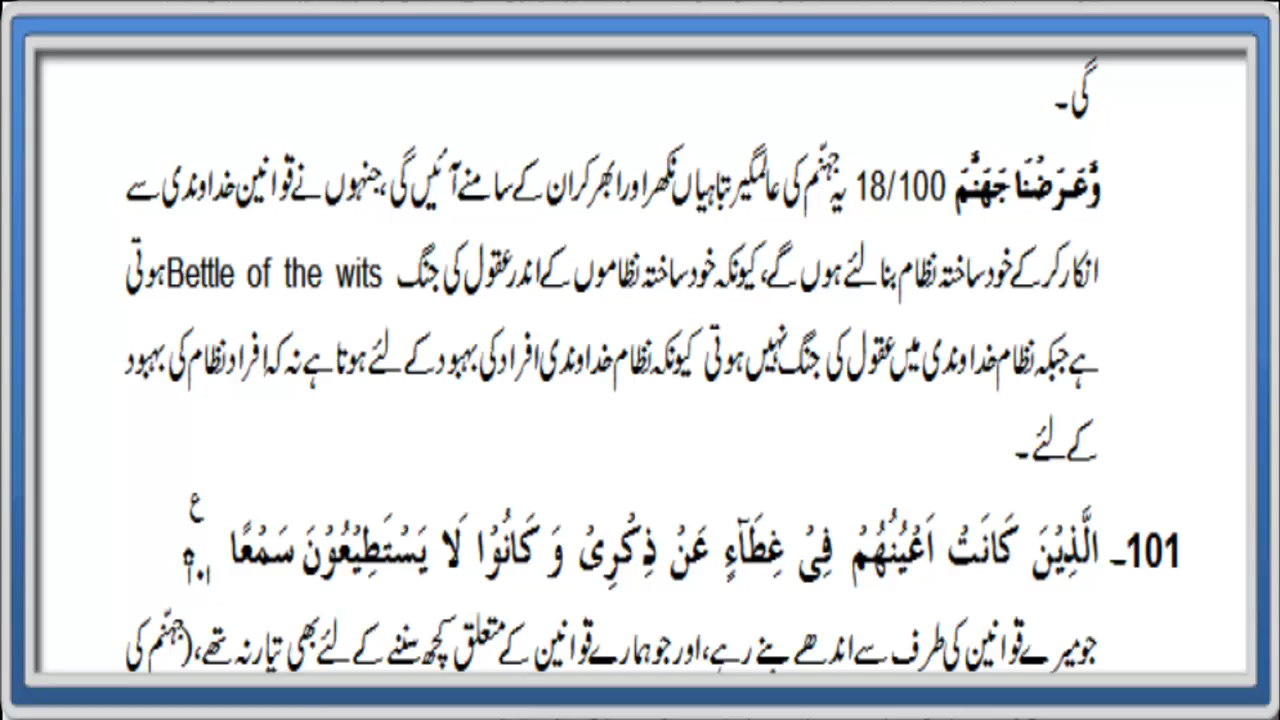 گی۔
وَّعَرَضْنَا جَهَنَّمَ 18/100 یہ جہنّم کی عالمگیر تباہیاں نکھر اور ابھر کر ان کے سامنے آئیں گی ،جنہوں نے قوانین خداوندی سے
انکار کر کے خود ساختہ نظام بنا لئے ہوں گے، کیونکہ خود ساختہ نظاموں کے اندر عقول کی جنگ Bettle of the wits ہوتی
ہے جبکہ نظام خداوندی میں عقول کی جنگ نہیں ہوتی کیونکہ نظام خداوندی افراد کی بہبود کے لئے ہوتا ہے نہ کہ افراد نظام کی بہبود
کے لئے ۔
101۔ الَّذِيْنَ كَانَتْ اَعْيُنُهُمْ فِىْ غِطَآءٍ عَنْ ذِكْرِىْ وَ كَانُوْا لَا يَسْتَطِيْعُوْنَ سَمْعًا ع
جو میرے قوانین کی طرف سے اندھے بنے رہے، اور جو ہمارے قوانین کے متعلق کچھ سننے کے لئے بھی تیار نہ تھے، (جہنّم کی